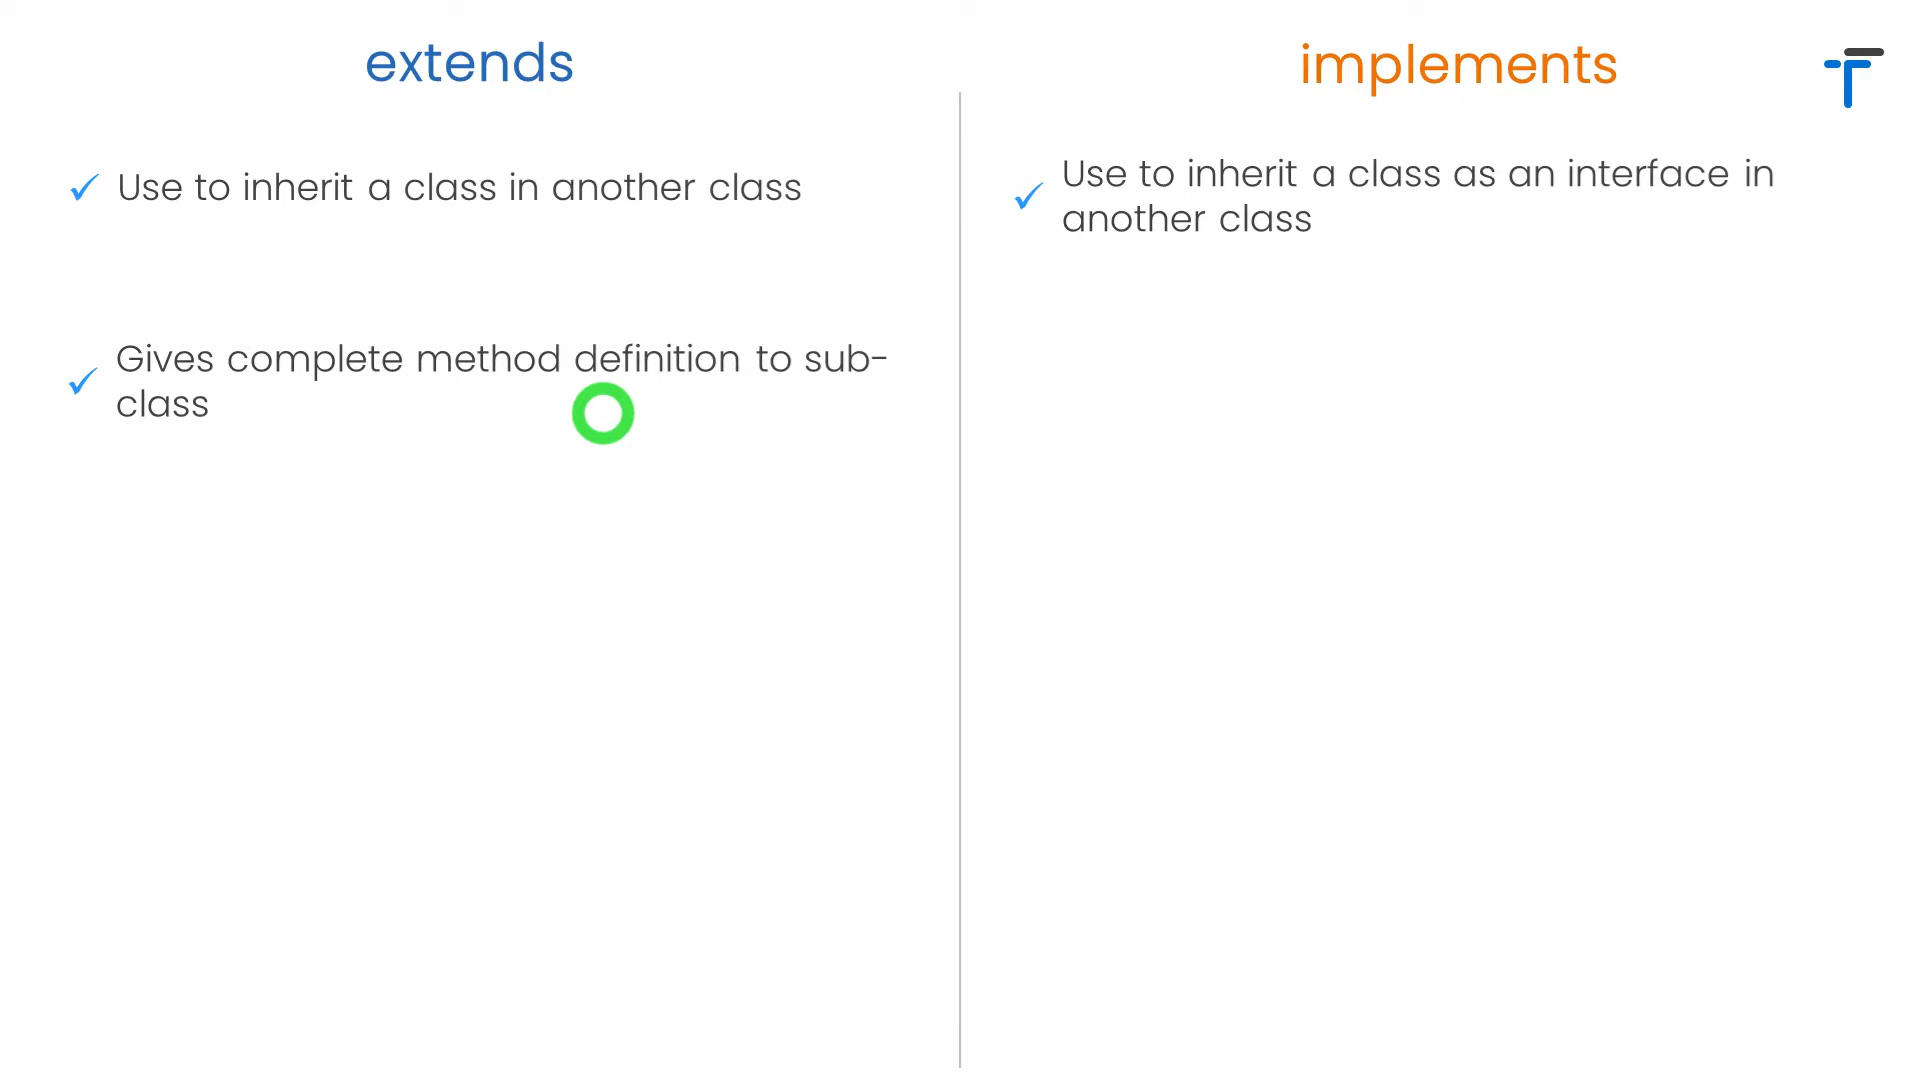 extends
Use to inherit a class in another class
Gives complete method definition to sub-
class
implements
Use to inherit a class as an interface in
another class